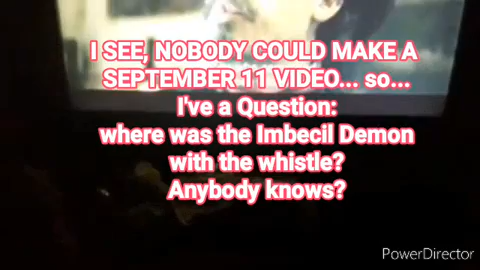 I SEE, NOBODY COULD MAKE A
SEPTEMBER 11 VIDEO... so...
I've a Question:
where was the Imbecil Demon
with the whistle?
Anybody knows?
PowerDirector